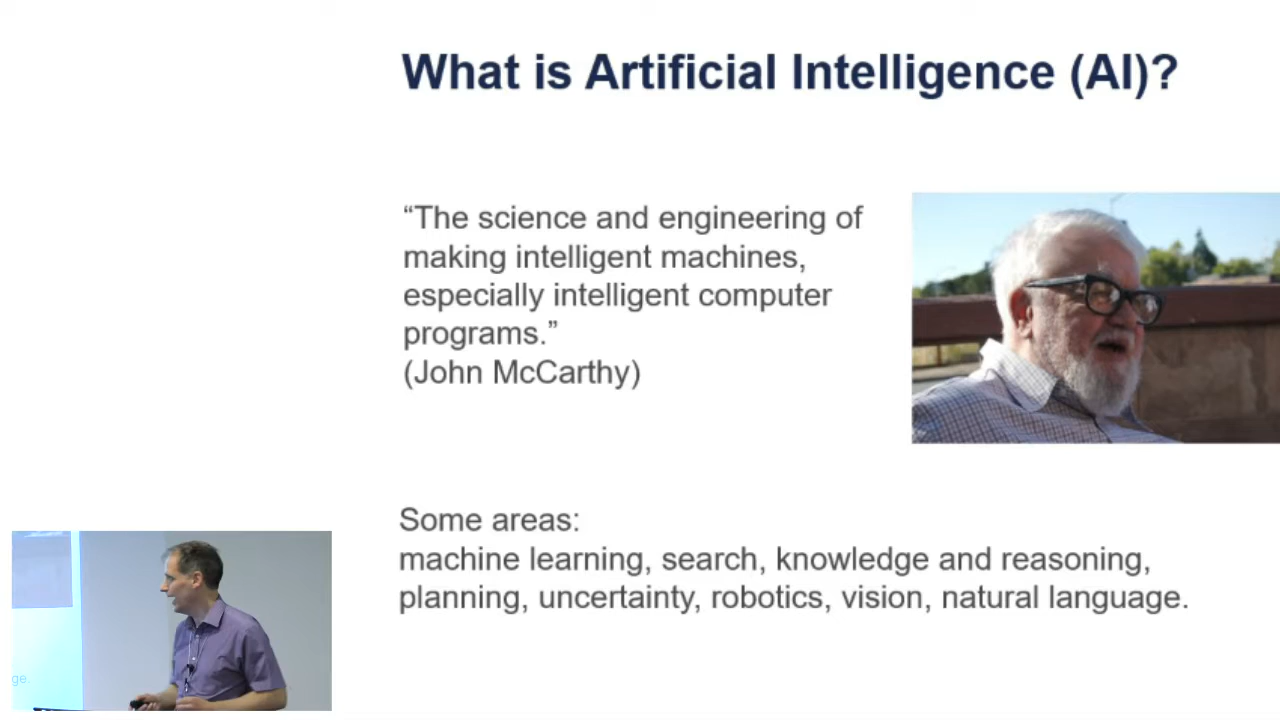 What is Artificial Intelligence (AI)?
“The science and engineering of
making intelligent machines,
especially intelligent computer
programs.”
(John McCarthy)
Some areas:
machine learning, search, knowledge and reasoning,
planning, uncertainty, robotics, vision, natural language.
ge.